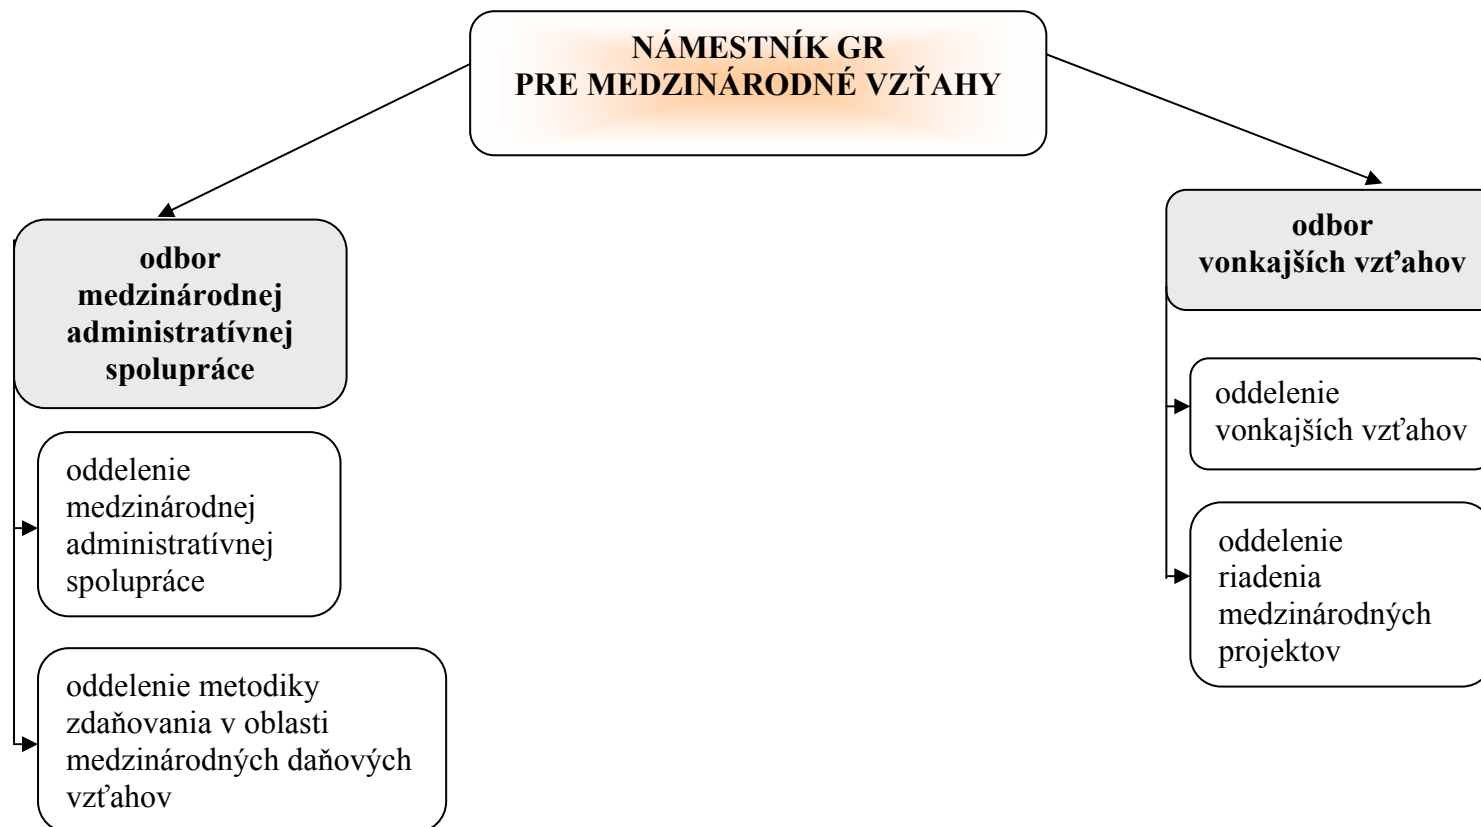 NÁMESTNÍK GR
PRE MEDZINÁRODNÉ VZŤAHY
odbor
medzinárodnej
administratívnej
spolupráce
oddelenie
medzinárodnej
administratívnej
spolupráce
oddelenie metodiky
zdaňovania v oblasti
medzinárodných daňových
vzťahov
odbor
vonkajších vzťahov
oddelenie
vonkajších vzťahov
oddelenie
riadenia
medzinárodných
projektov